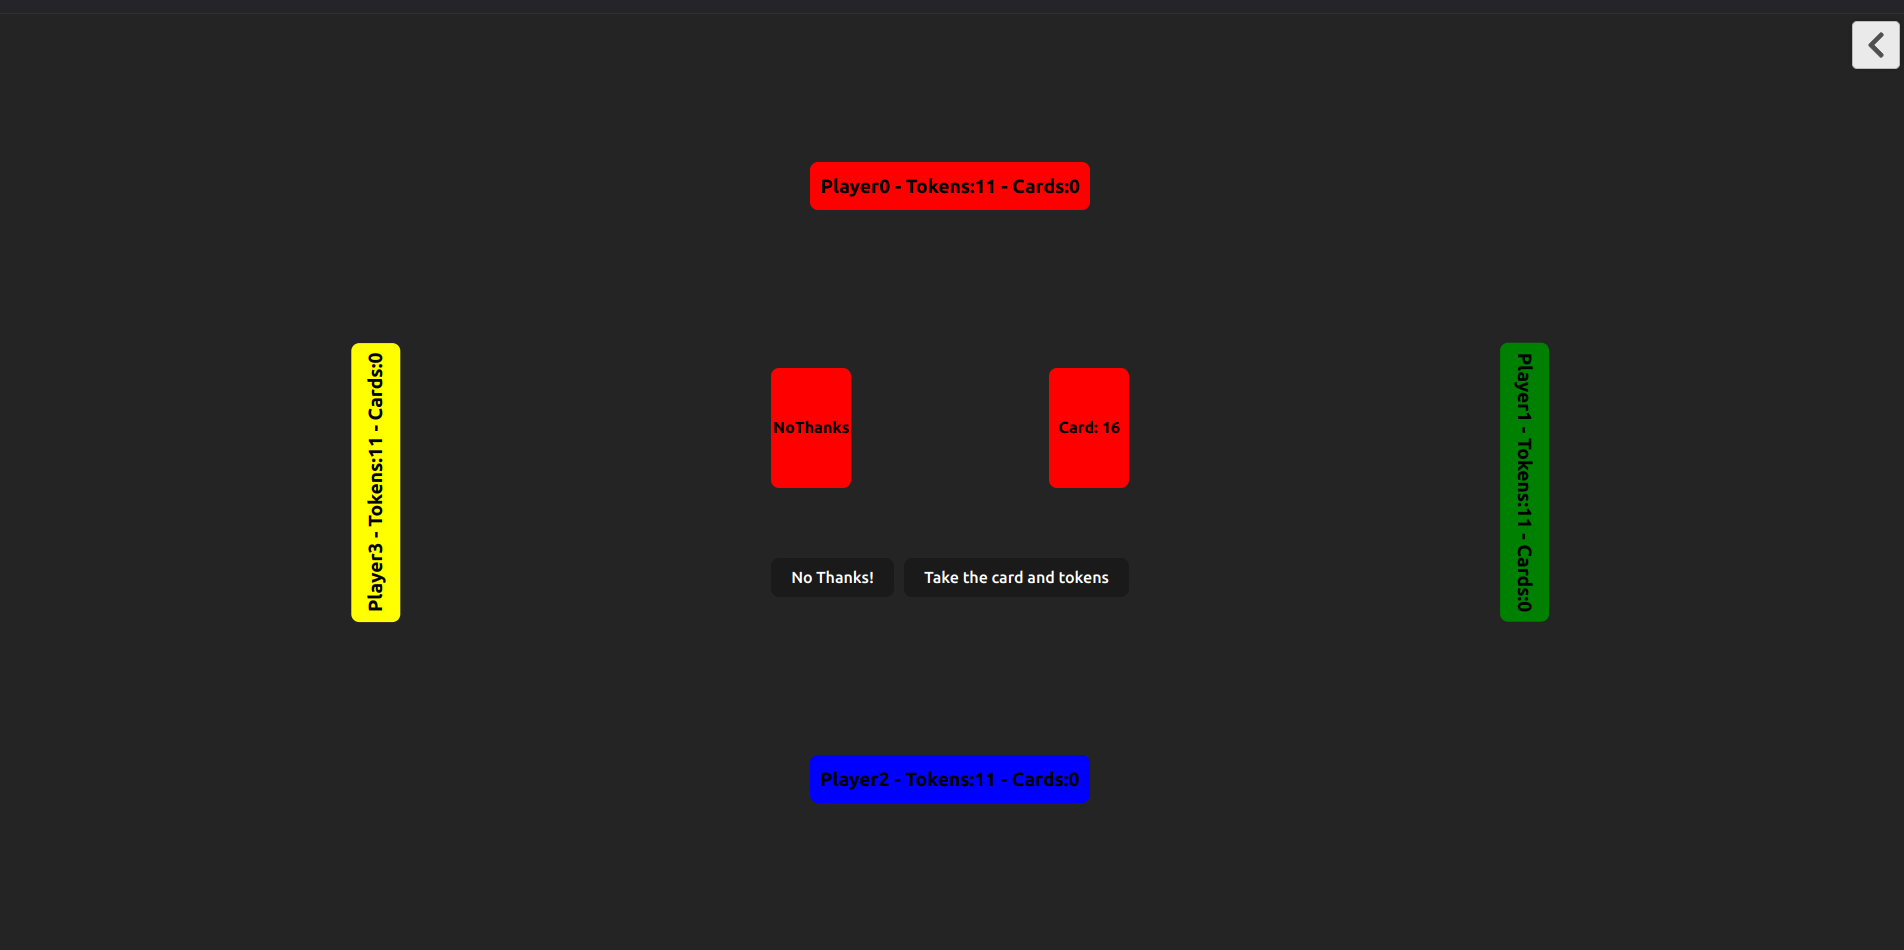 Player0 - Tokens:11 - Cards:0
Player3 - Tokens:11 - Cards:0
NoThanks
Card: 16
Player1 - Tokens:11 - Cards:0
No Thanks!
Take the card and tokens
Player2 - Tokens:11 - Cards:0